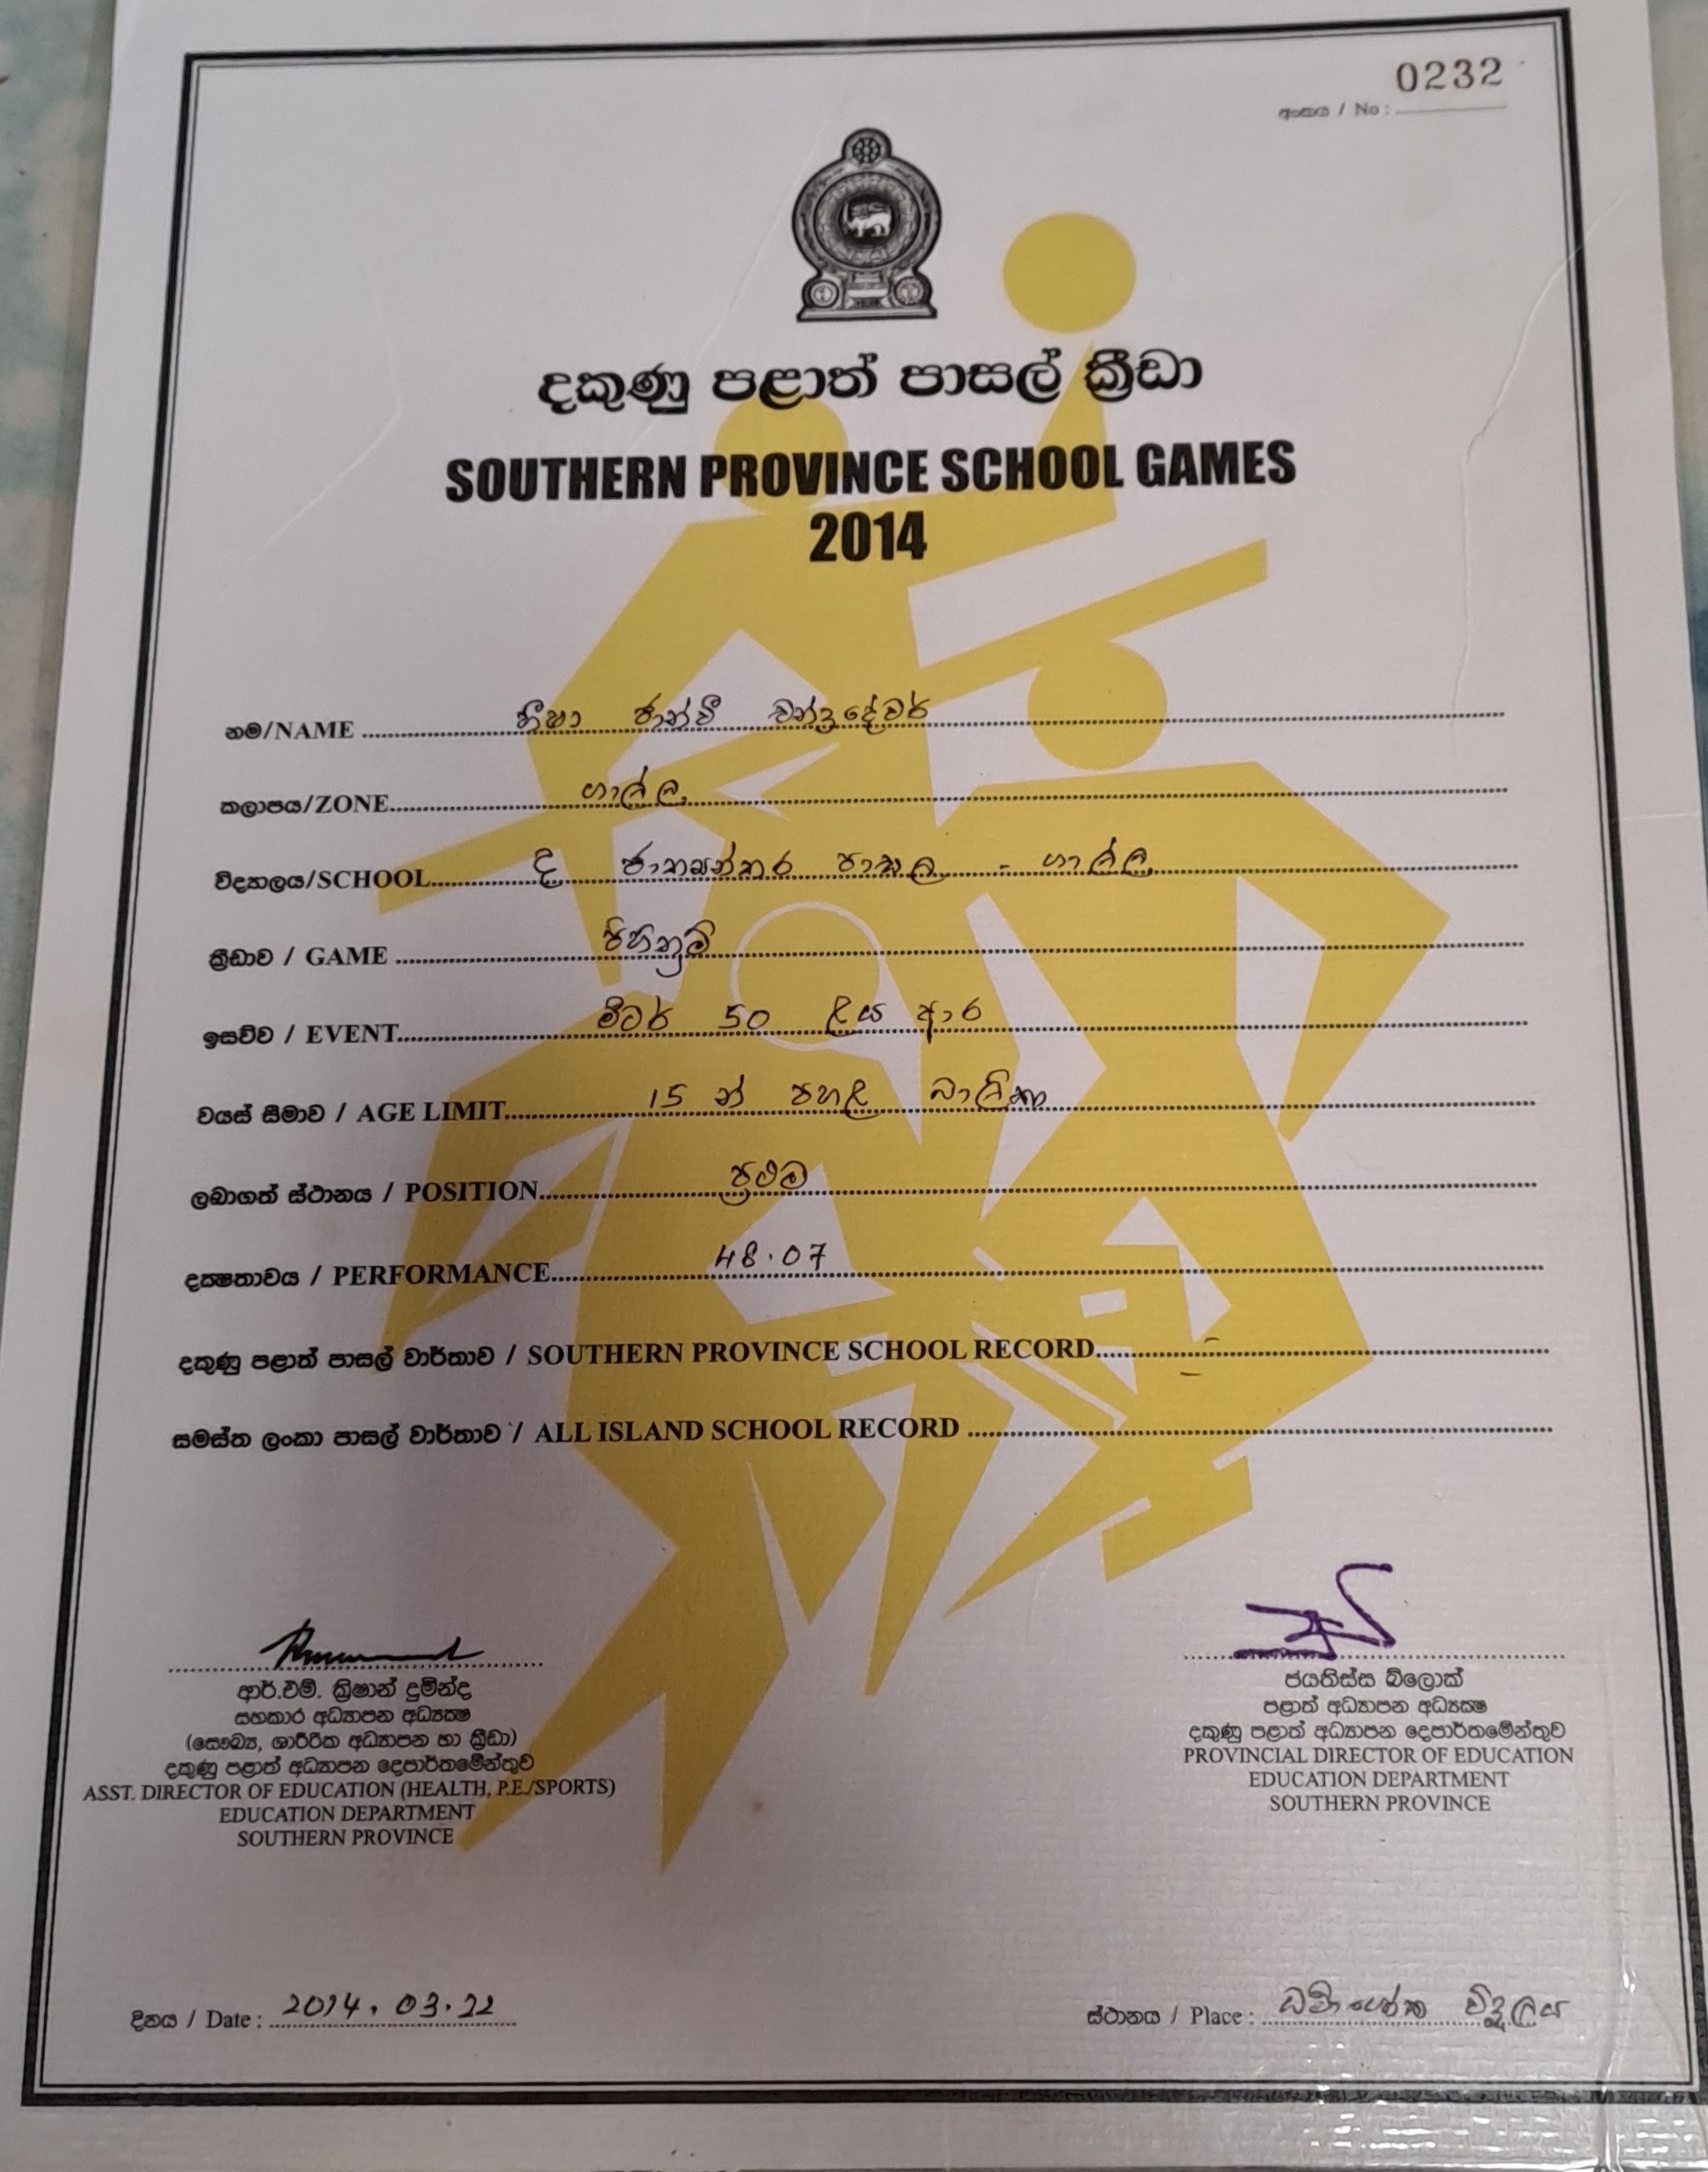 0232
අංකය / No : ....................
දකුණු පළාත් පාසල් ක්‍රීඩා
SOUTHERN PROVINCE SCHOOL GAMES
2014
නම/NAME ........ හිෂා ජාන්වි චන්ද්‍රදේවර්
කලාපය/ZONE........ ගාල්ල
විද්‍යාලය/SCHOOL........ ද ජාත්‍යන්තර පාසල - ගාල්ල
ක්‍රීඩාව / GAME ........ පිහිනුම්
ඉසව්ව / EVENT........ මීටර් 50 ළය ආර
වයස් සීමාව / AGE LIMIT........ 15 න් පහළ බාලිකා
ලබාගත් ස්ථානය / POSITION........ ප්‍රථම
දක්‍ෂතාවය / PERFORMANCE........ 48.07
දකුණු පළාත් පාසල් වාර්තාව / SOUTHERN PROVINCE SCHOOL RECORD........
සමස්ත ලංකා පාසල් වාර්තාව / ALL ISLAND SCHOOL RECORD ........
ආර්.එම්. ක්‍රිෂාන් දුමින්ද
සහකාර අධ්‍යාපන අධ්‍යක්‍ෂ
(සෞඛ්‍ය, ශාරීරික අධ්‍යාපන හා ක්‍රීඩා)
දකුණු පළාත් අධ්‍යාපන දෙපාර්තමේන්තුව
ASST. DIRECTOR OF EDUCATION (HEALTH, P.E./SPORTS)
EDUCATION DEPARTMENT
SOUTHERN PROVINCE
ජයතිස්ස බ්ලොක්
පළාත් අධ්‍යාපන අධ්‍යක්‍ෂ
දකුණු පළාත් අධ්‍යාපන දෙපාර්තමේන්තුව
PROVINCIAL DIRECTOR OF EDUCATION
EDUCATION DEPARTMENT
SOUTHERN PROVINCE
දිනය / Date : 2014.03.22
ස්ථානය / Place : ධර්මාශෝක විද්‍යාලය